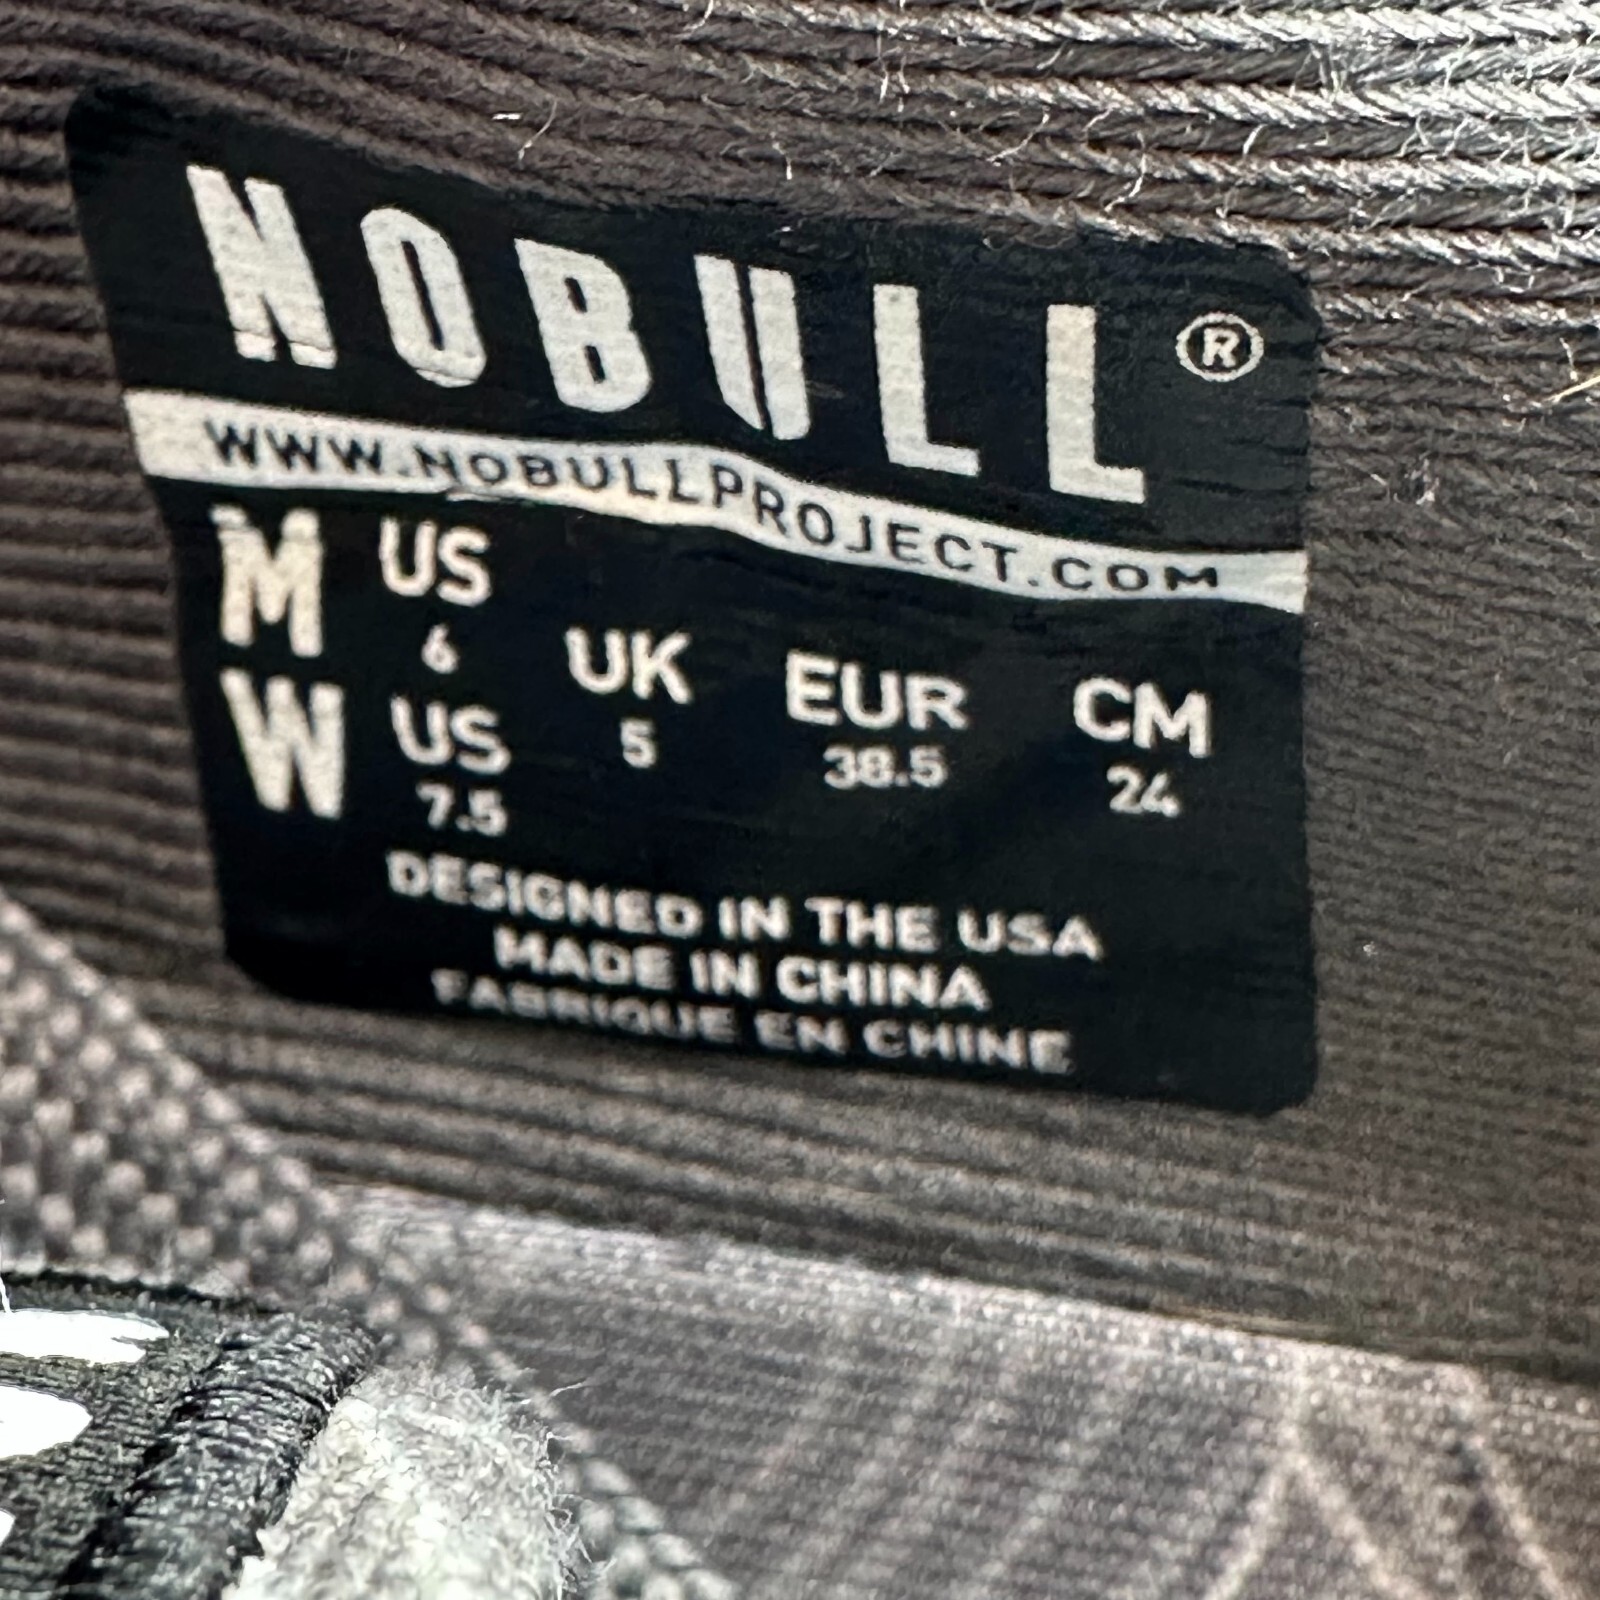 NOBULL®
WWW.NOBULLPROJECT.COM
M US 6
W US 7.5
UK 5
EUR 38.5
CM 24
DESIGNED IN THE USA
MADE IN CHINA
FABRIQUE EN CHINE